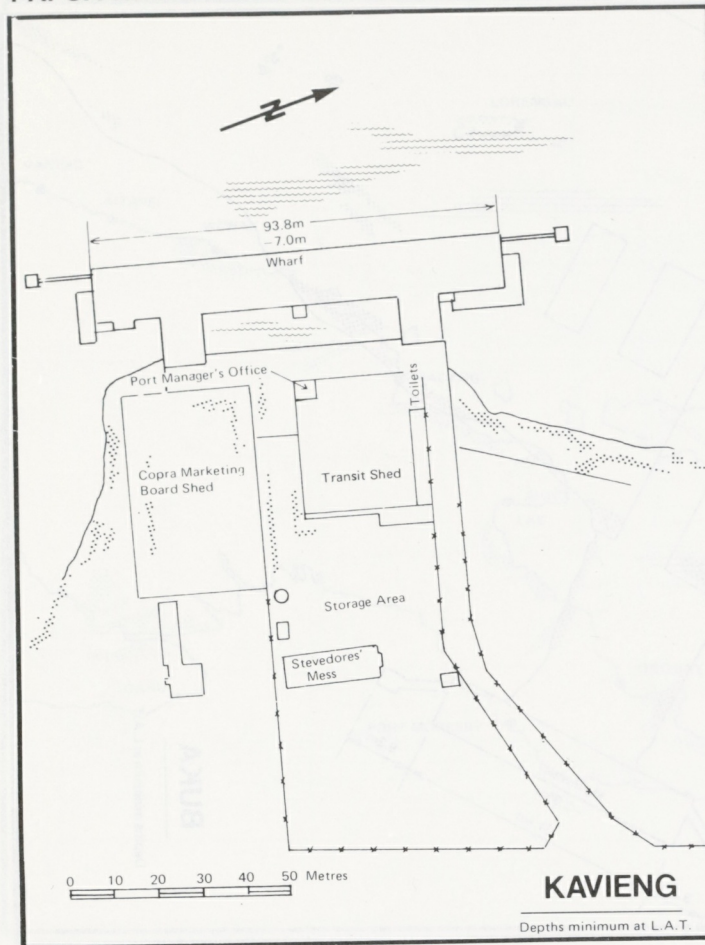 N
93.8m
-7.0m
Wharf
Port Manager's Office
Toilets
Copra Marketing
Board Shed
Transit Shed
Storage Area
Stevedores'
Mess
0 10 20 30 40 50 Metres
KAVIENG
Depths minimum at L.A.T.
BUKA